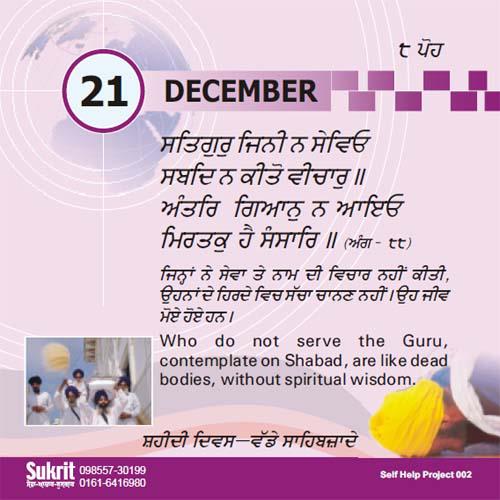 ੮ ਪੋਹ
21 DECEMBER
ਸਤਿਗੁਰੁ ਜਿਨੀ ਨ ਸੇਵਿਓ
ਸਬਦਿ ਨ ਕੀਤੋ ਵੀਚਾਰੁ ॥
ਅੰਤਰਿ ਗਿਆਨੁ ਨ ਆਇਓ
ਮਿਰਤਕੁ ਹੈ ਸੰਸਾਰਿ ॥ (ਅੰਗ - ੮੮)
ਜਿਨ੍ਹਾਂ ਨੇ ਸੇਵਾ ਤੇ ਨਾਮ ਦੀ ਵਿਚਾਰ ਨਹੀਂ ਕੀਤੀ,
ਉਹਨਾਂ ਦੇ ਹਿਰਦੇ ਵਿਚ ਸੱਚਾ ਚਾਨਣ ਨਹੀਂ। ਉਹ ਜੀਵ
ਮੋਏ ਹੋਏ ਹਨ।
Who do not serve the Guru,
contemplate on Shabad, are like dead
bodies, without spiritual wisdom.
ਸ਼ਹੀਦੀ ਦਿਵਸ—ਵੱਡੇ ਸਾਹਿਬਜ਼ਾਦੇ
Sukrit 098557-30199
0161-6416980
Self Help Project 002